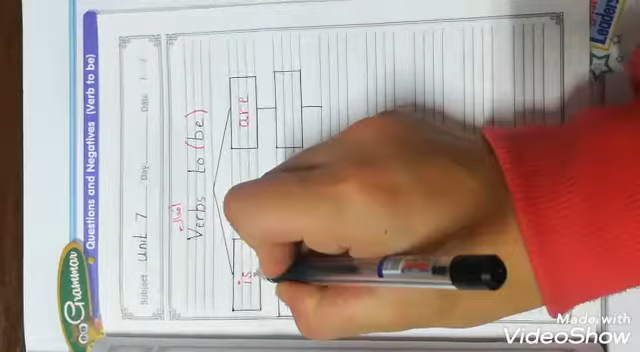 Grammar
Questions and Negatives (Verb to be)
Subject Unit 7 Day Date / /
Verbs to (be)
is
are
Leaders
Made with
VideoShow